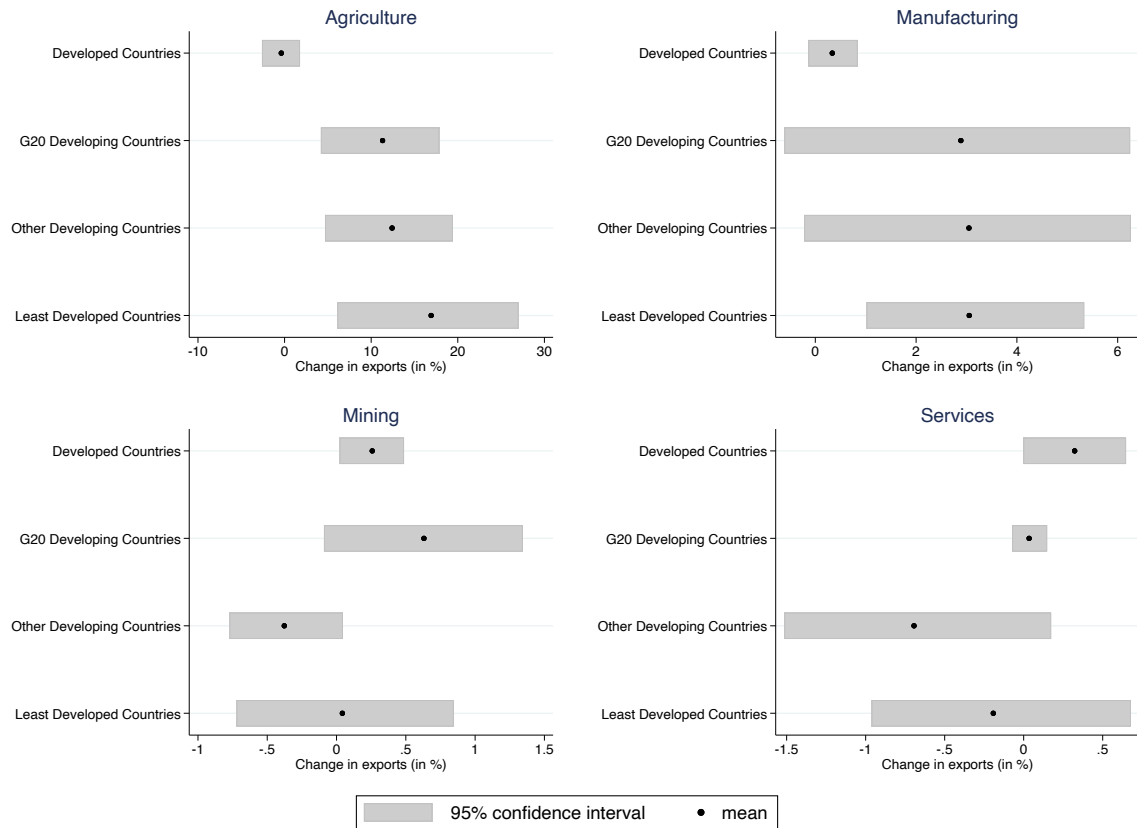 Agriculture
Developed Countries
G20 Developing Countries
Other Developing Countries
Least Developed Countries
-10 0 10 20 30
Change in exports (in %)
Manufacturing
Developed Countries
G20 Developing Countries
Other Developing Countries
Least Developed Countries
0 2 4 6
Change in exports (in %)
Mining
Developed Countries
G20 Developing Countries
Other Developing Countries
Least Developed Countries
-1 -.5 0 .5 1 1.5
Change in exports (in %)
Services
Developed Countries
G20 Developing Countries
Other Developing Countries
Least Developed Countries
-1.5 -1 -.5 0 .5
Change in exports (in %)
95% confidence interval mean